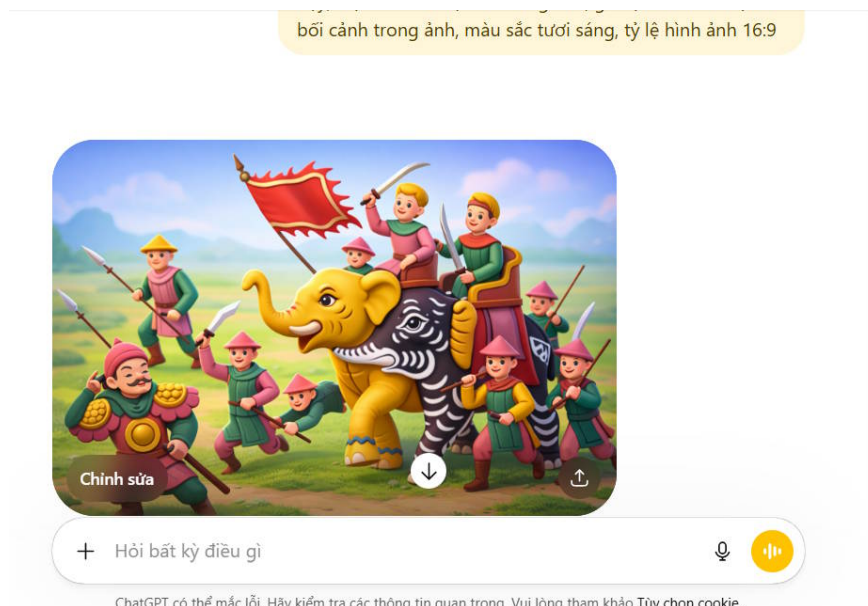 bối cảnh trong ảnh, màu sắc tươi sáng, tỷ lệ hình ảnh 16:9
Chỉnh sửa
Hỏi bất kỳ điều gì
ChatGPT có thể mắc lỗi. Hãy kiểm tra các thông tin quan trọng. Vui lòng tham khảo Tùy chọn cookie.